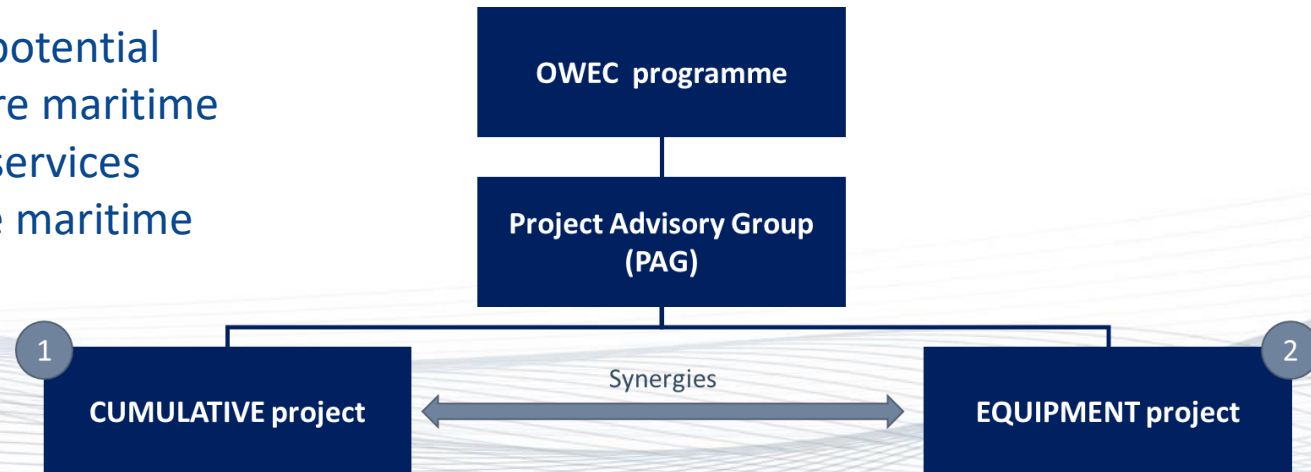 potential
re maritime
services
e maritime
OWEC programme
Project Advisory Group
(PAG)
1
2
Synergies
CUMULATIVE project
EQUIPMENT project